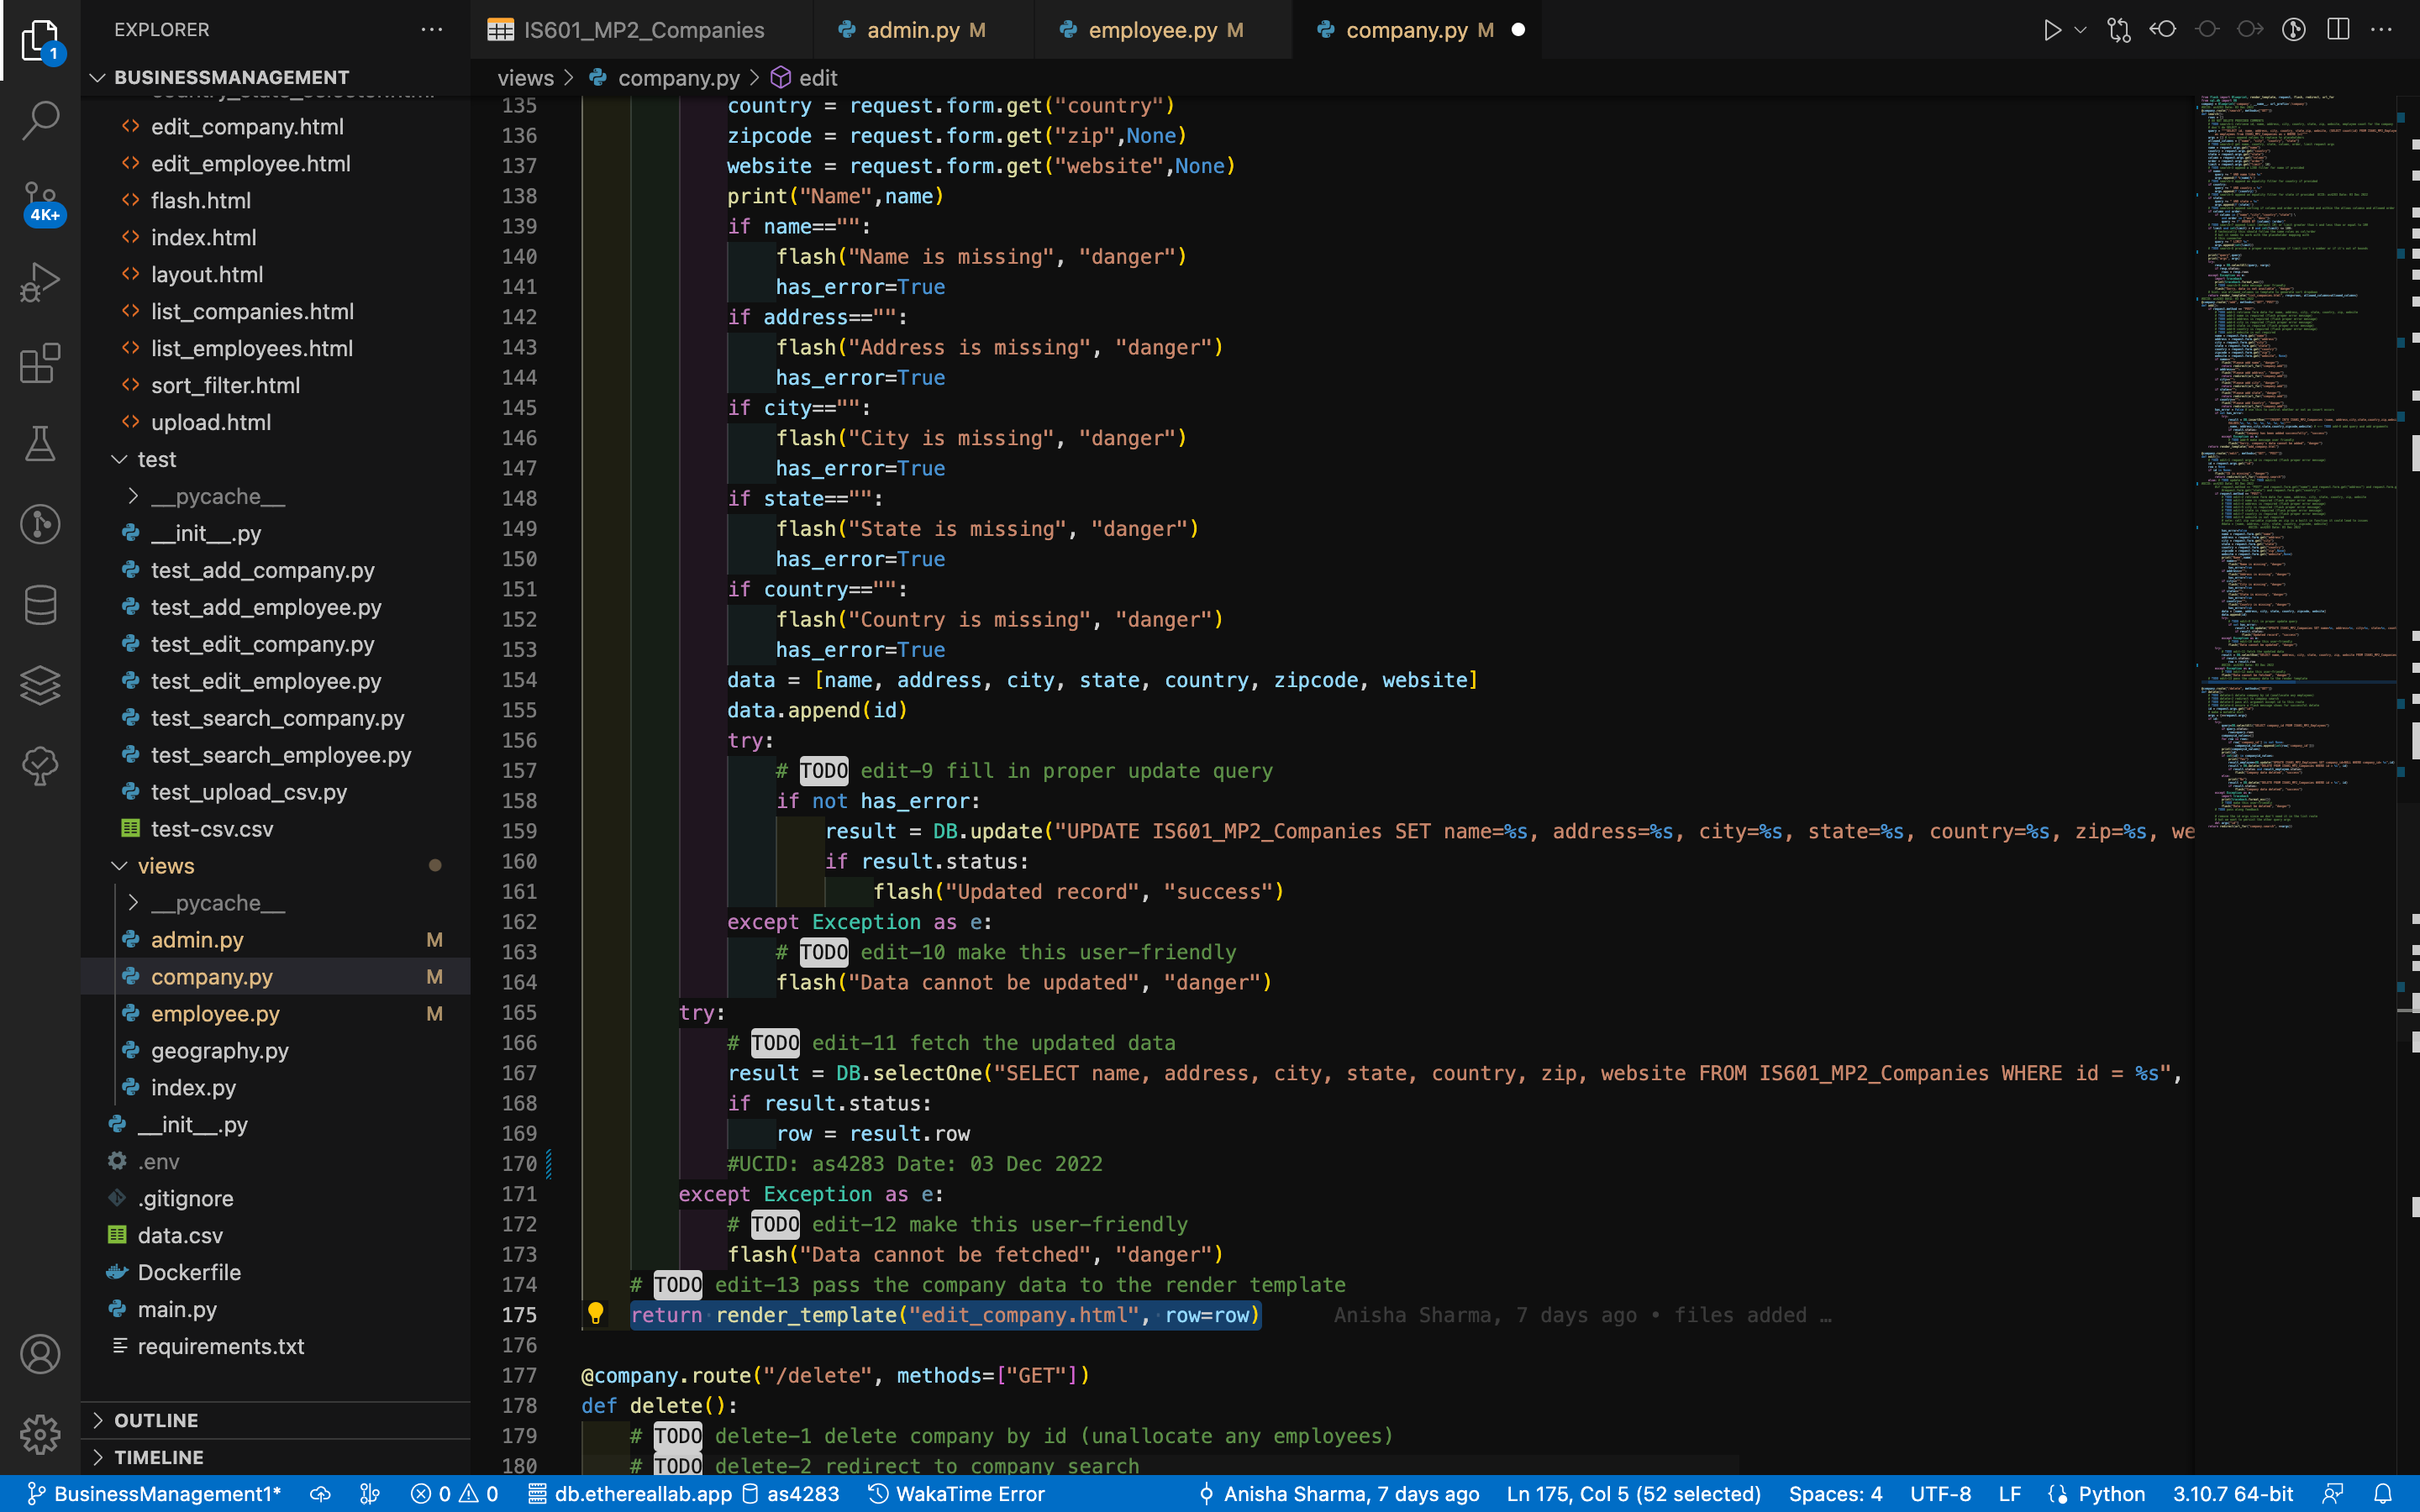 EXPLORER
IS601_MP2_Companies
admin.py M
employee.py M
company.py M
BUSINESSMANAGEMENT
views > company.py > edit
1
4K+
edit_company.html
edit_employee.html
flash.html
index.html
layout.html
list_companies.html
list_employees.html
sort_filter.html
upload.html
test
__pycache__
__init__.py
test_add_company.py
test_add_employee.py
test_edit_company.py
test_edit_employee.py
test_search_company.py
test_search_employee.py
test_upload_csv.py
test-csv.csv
views
__pycache__
admin.py M
company.py M
employee.py M
geography.py
index.py
__init__.py
.env
.gitignore
data.csv
Dockerfile
main.py
requirements.txt
OUTLINE
TIMELINE
135 country = request.form.get("country")
136 zipcode = request.form.get("zip",None)
137 website = request.form.get("website",None)
138 print("Name",name)
139 if name=="":
140 flash("Name is missing", "danger")
141 has_error=True
142 if address=="":
143 flash("Address is missing", "danger")
144 has_error=True
145 if city=="":
146 flash("City is missing", "danger")
147 has_error=True
148 if state=="":
149 flash("State is missing", "danger")
150 has_error=True
151 if country=="":
152 flash("Country is missing", "danger")
153 has_error=True
154 data = [name, address, city, state, country, zipcode, website]
155 data.append(id)
156 try:
157 # TODO edit-9 fill in proper update query
158 if not has_error:
159 result = DB.update("UPDATE IS601_MP2_Companies SET name=%s, address=%s, city=%s, state=%s, country=%s, zip=%s, we
160 if result.status:
161 flash("Updated record", "success")
162 except Exception as e:
163 # TODO edit-10 make this user-friendly
164 flash("Data cannot be updated", "danger")
165 try:
166 # TODO edit-11 fetch the updated data
167 result = DB.selectOne("SELECT name, address, city, state, country, zip, website FROM IS601_MP2_Companies WHERE id = %s",
168 if result.status:
169 row = result.row
170 #UCID: as4283 Date: 03 Dec 2022
171 except Exception as e:
172 # TODO edit-12 make this user-friendly
173 flash("Data cannot be fetched", "danger")
174 # TODO edit-13 pass the company data to the render template
175 return render_template("edit_company.html", row=row) Anisha Sharma, 7 days ago • files added …
176
177 @company.route("/delete", methods=["GET"])
178 def delete():
179 # TODO delete-1 delete company by id (unallocate any employees)
180 # TODO delete-2 redirect to company search
BusinessManagement1* 0 0 db.ethereallab.app as4283 WakaTime Error Anisha Sharma, 7 days ago Ln 175, Col 5 (52 selected) Spaces: 4 UTF-8 LF Python 3.10.7 64-bit